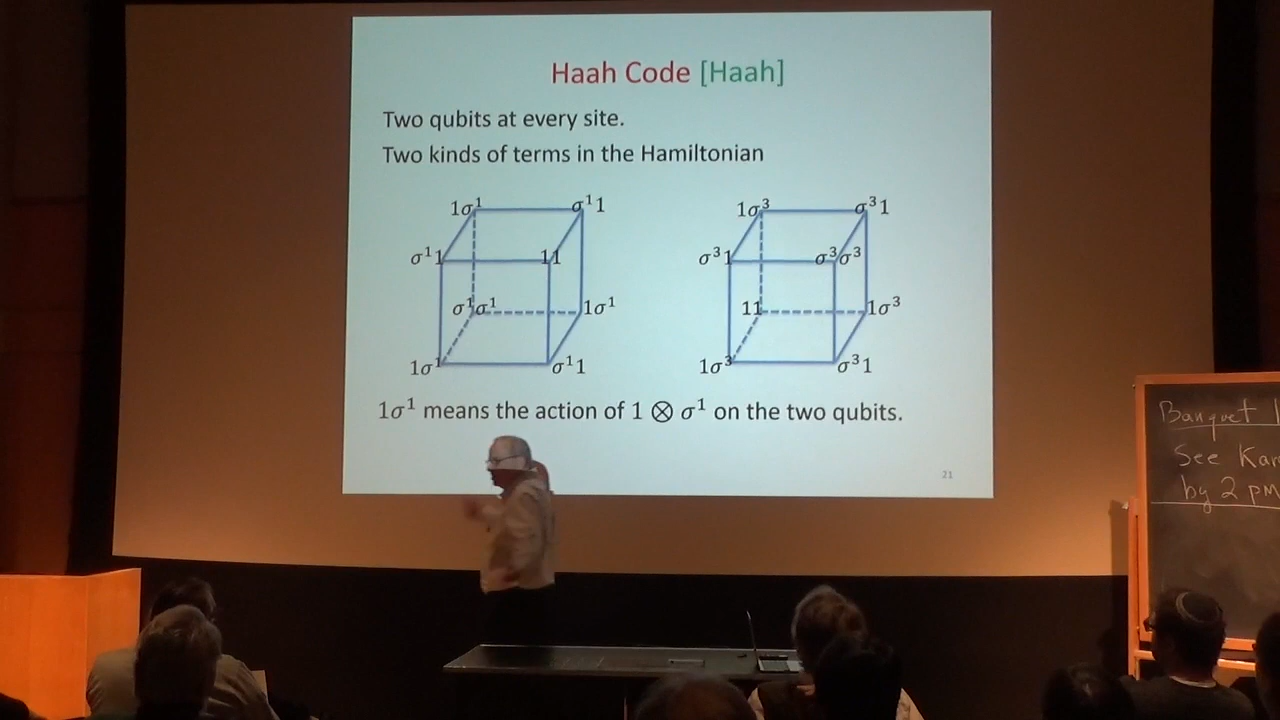 Haah Code [Haah]
Two qubits at every site.
Two kinds of terms in the Hamiltonian
1σ¹ σ¹1 1σ³ σ³1
σ¹1 11 σ³1 σ³σ³
σ¹σ¹ 1σ¹ 11 1σ³
1σ¹ σ¹1 1σ³ σ³1
1σ¹ means the action of 1 ⊗ σ¹ on the two qubits.
21
Banquet
See
by 2 PM